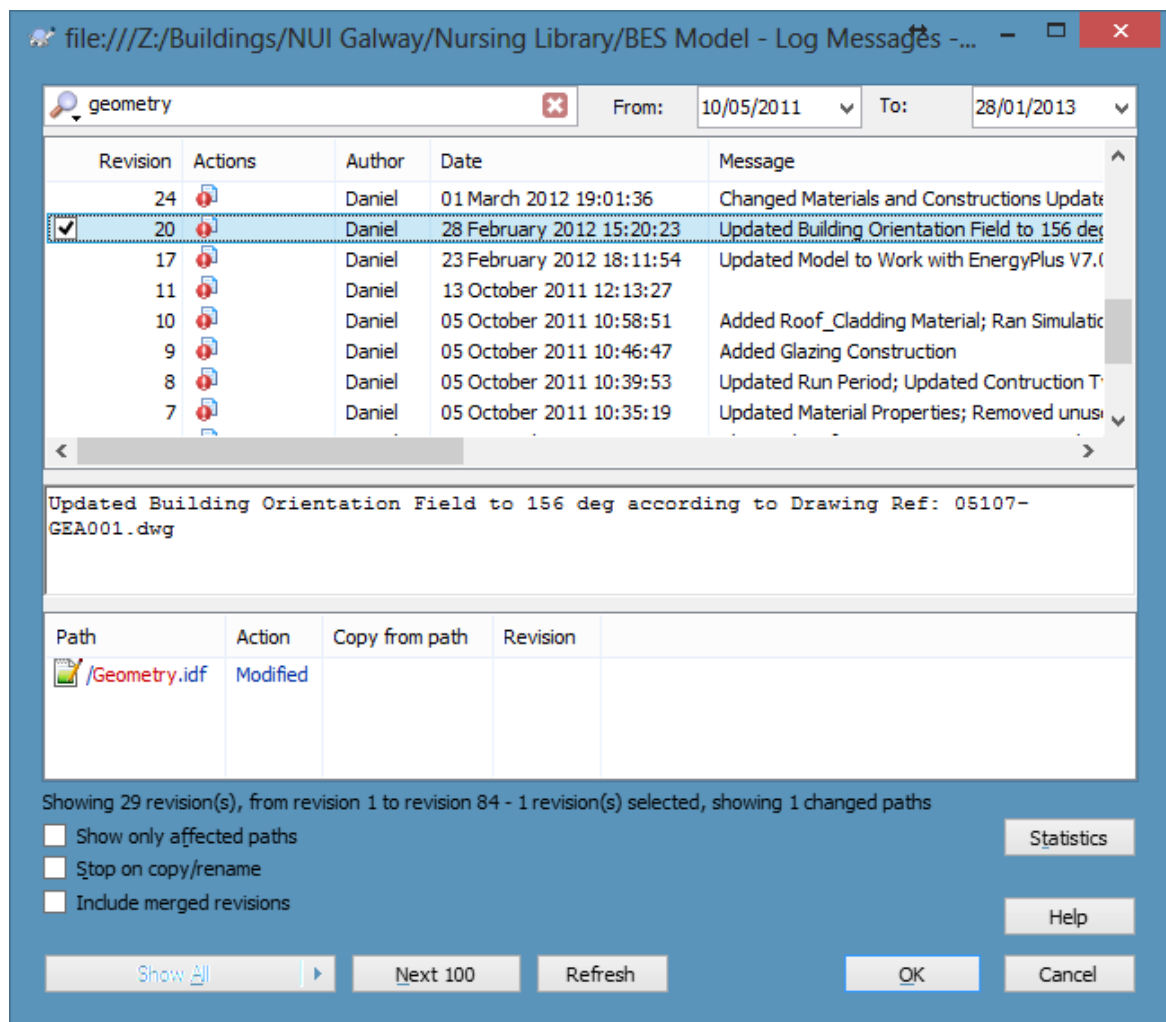 file:///Z:/Buildings/NUI Galway/Nursing Library/BES Model - Log Messages -...
geometry From: 10/05/2011 To: 28/01/2013
Revision Actions Author Date Message
24 Daniel 01 March 2012 19:01:36 Changed Materials and Constructions Update
20 Daniel 28 February 2012 15:20:23 Updated Building Orientation Field to 156 deg
17 Daniel 23 February 2012 18:11:54 Updated Model to Work with EnergyPlus V7.0
11 Daniel 13 October 2011 12:13:27
10 Daniel 05 October 2011 10:58:51 Added Roof_Cladding Material; Ran Simulatic
9 Daniel 05 October 2011 10:46:47 Added Glazing Construction
8 Daniel 05 October 2011 10:39:53 Updated Run Period; Updated Contruction T
7 Daniel 05 October 2011 10:35:19 Updated Material Properties; Removed unus
Updated Building Orientation Field to 156 deg according to Drawing Ref: 05107-
GEA001.dwg
Path Action Copy from path Revision
/Geometry.idf Modified
Showing 29 revision(s), from revision 1 to revision 84 - 1 revision(s) selected, showing 1 changed paths
Show only affected paths
Statistics
Stop on copy/rename
Include merged revisions
Help
Show All Next 100 Refresh OK Cancel